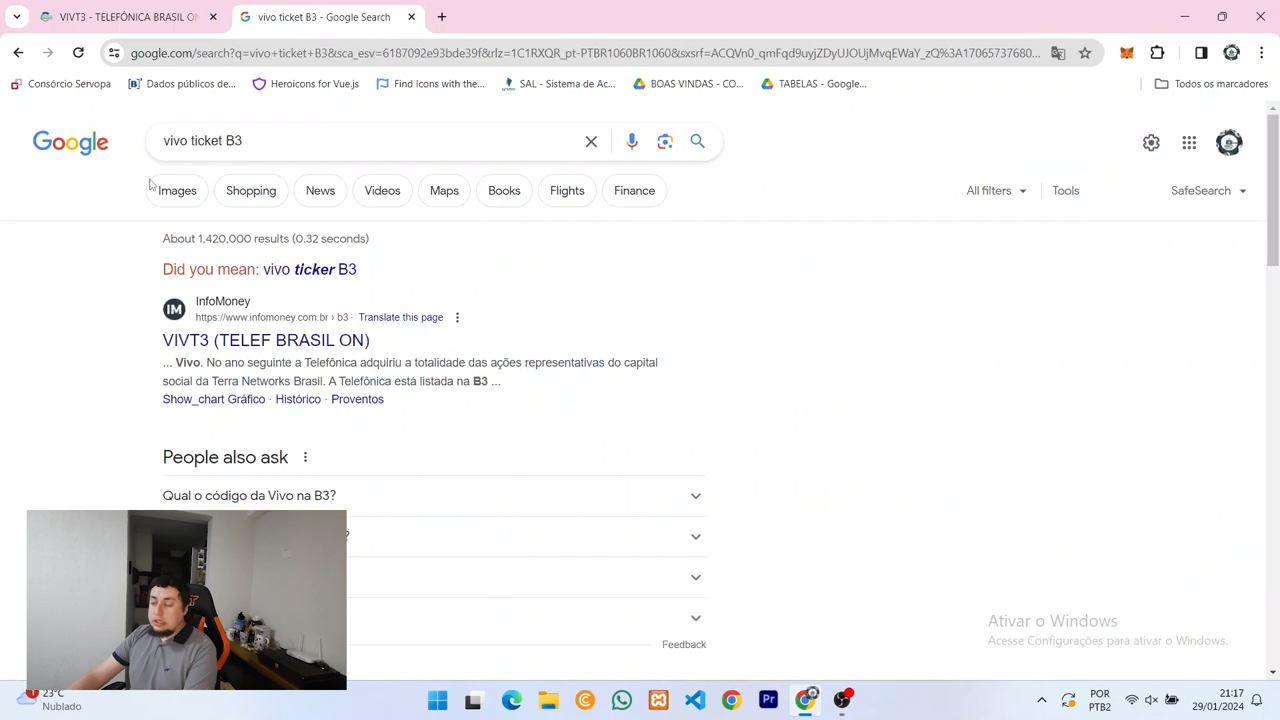 VIVT3 - TELEFÔNICA BRASIL ON
vivo ticket B3 - Google Search
google.com/search?q=vivo+ticket+B3&sca_esv=6187092e93bde39f&rlz=1C1RXQR_pt-PTBR1060BR1060&sxsrf=ACQVn0_qmFqd9uyjZDyUJOUjMvqEWaY_zQ%3A17065737680...
Consórcio Servopa
Dados públicos de...
Heroicons for Vue.js
Find Icons with the...
SAL - Sistema de Ac...
BOAS VINDAS - CO...
TABELAS - Google...
Todos os marcadores
Google
vivo ticket B3
Images
Shopping
News
Videos
Maps
Books
Flights
Finance
All filters
Tools
SafeSearch
About 1,420,000 results (0.32 seconds)
Did you mean: vivo ticker B3
IM
InfoMoney
https://www.infomoney.com.br › b3 · Translate this page
VIVT3 (TELEF BRASIL ON)
... Vivo. No ano seguinte a Telefônica adquiriu a totalidade das ações representativas do capital
social da Terra Networks Brasil. A Telefônica está listada na B3 ...
Show_chart Gráfico · Histórico · Proventos
People also ask
Qual o código da Vivo na B3?
?
Feedback
Ativar o Windows
Acesse Configurações para ativar o Windows.
1
23°C
Nublado
Pr
POR
PTB2
21:17
29/01/2024